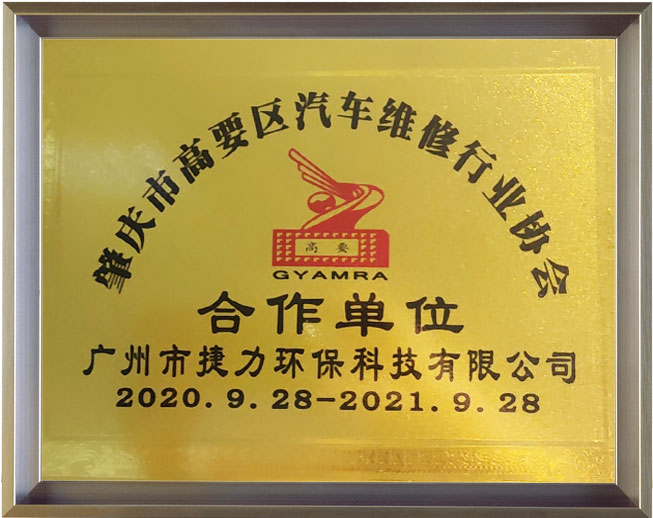 肇庆市高要区汽车维修行业协会
高要
GYAMRA
合作单位
广州市捷力环保科技有限公司
2020.9.28-2021.9.28